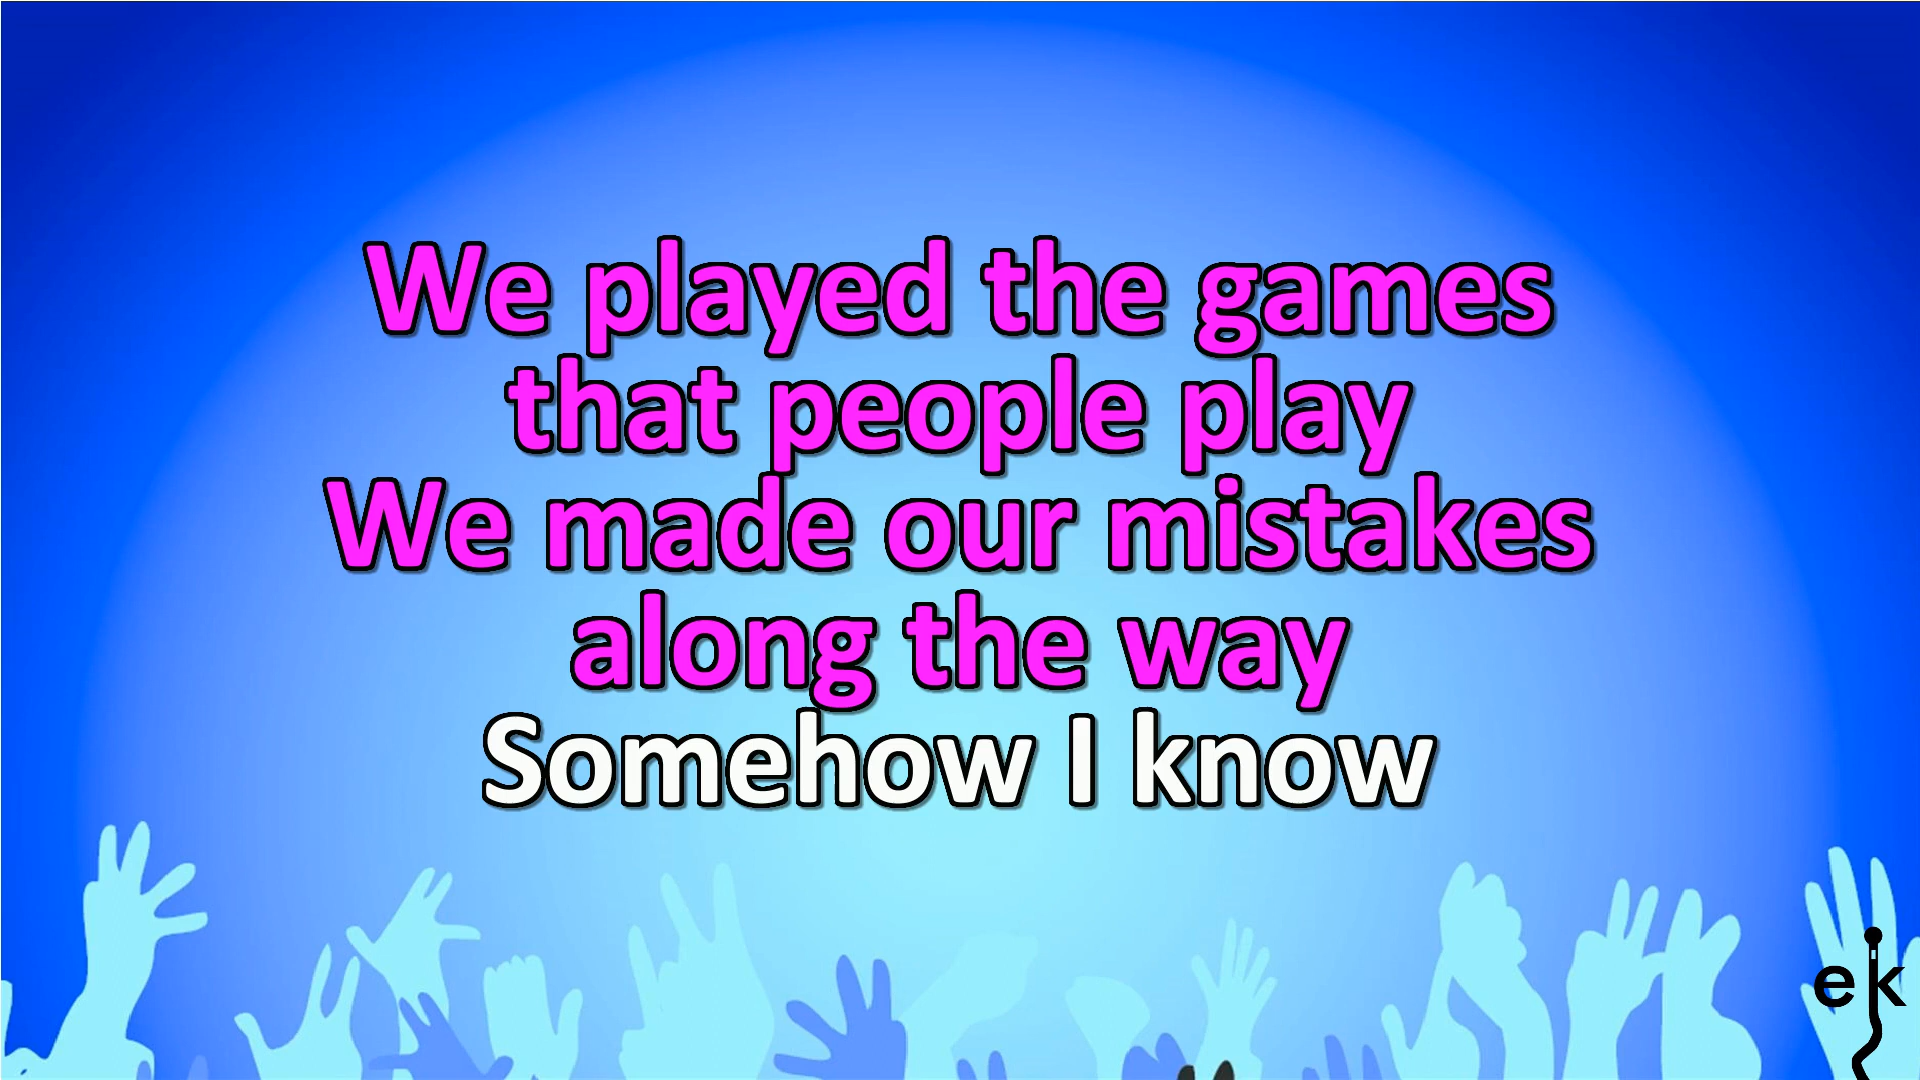 We played the games
that people play
We made our mistakes
along the way
Somehow I know
ek